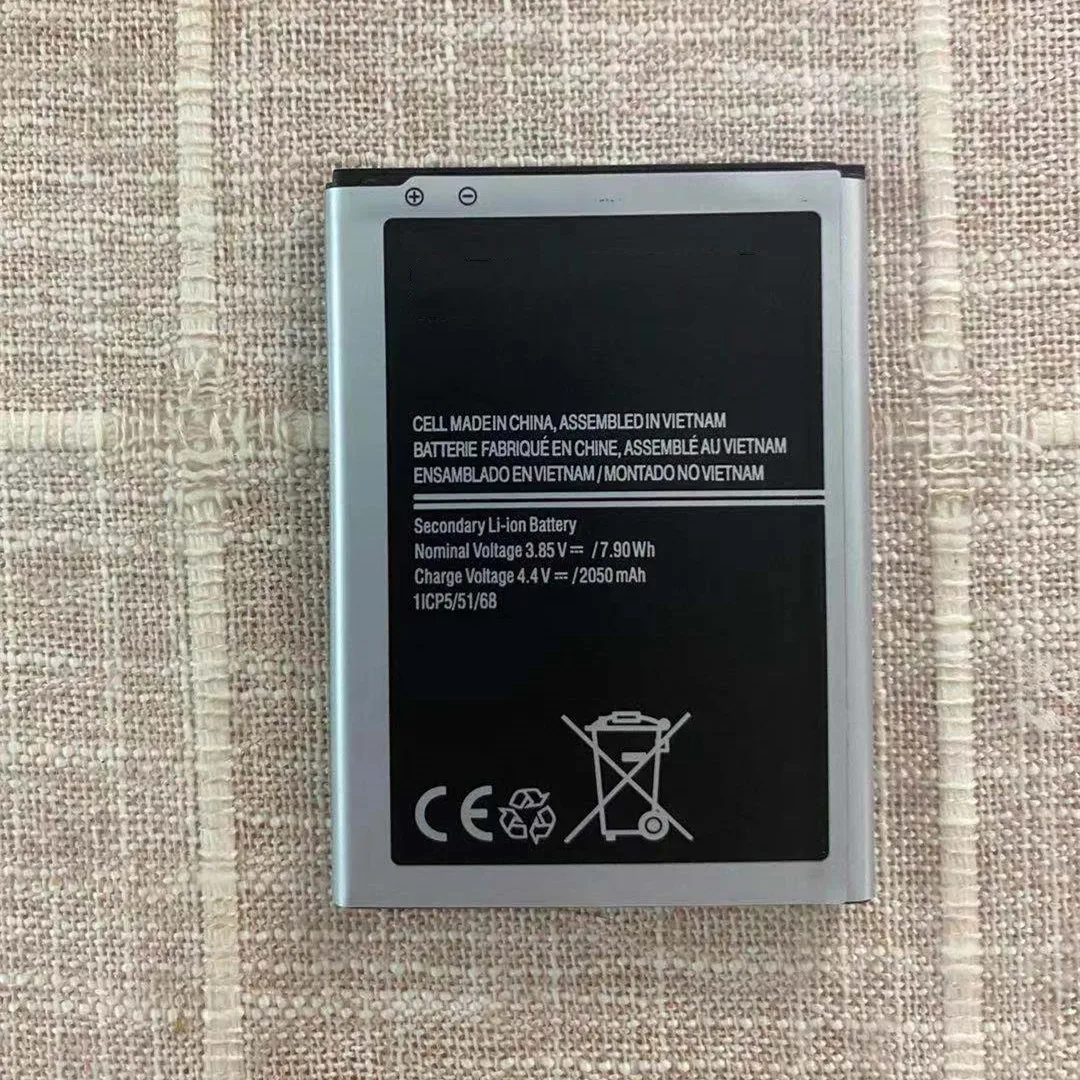 ⊕ ⊖
CELL MADE IN CHINA, ASSEMBLED IN VIETNAM
BATTERIE FABRIQUÉ EN CHINE, ASSEMBLÉ AU VIETNAM
ENSAMBLADO EN VIETNAM / MONTADO NO VIETNAM
Secondary Li-ion Battery
Nominal Voltage 3.85 V⎓ / 7.90 Wh
Charge Voltage 4.4 V⎓ / 2050 mAh
1ICP5/51/68
CE